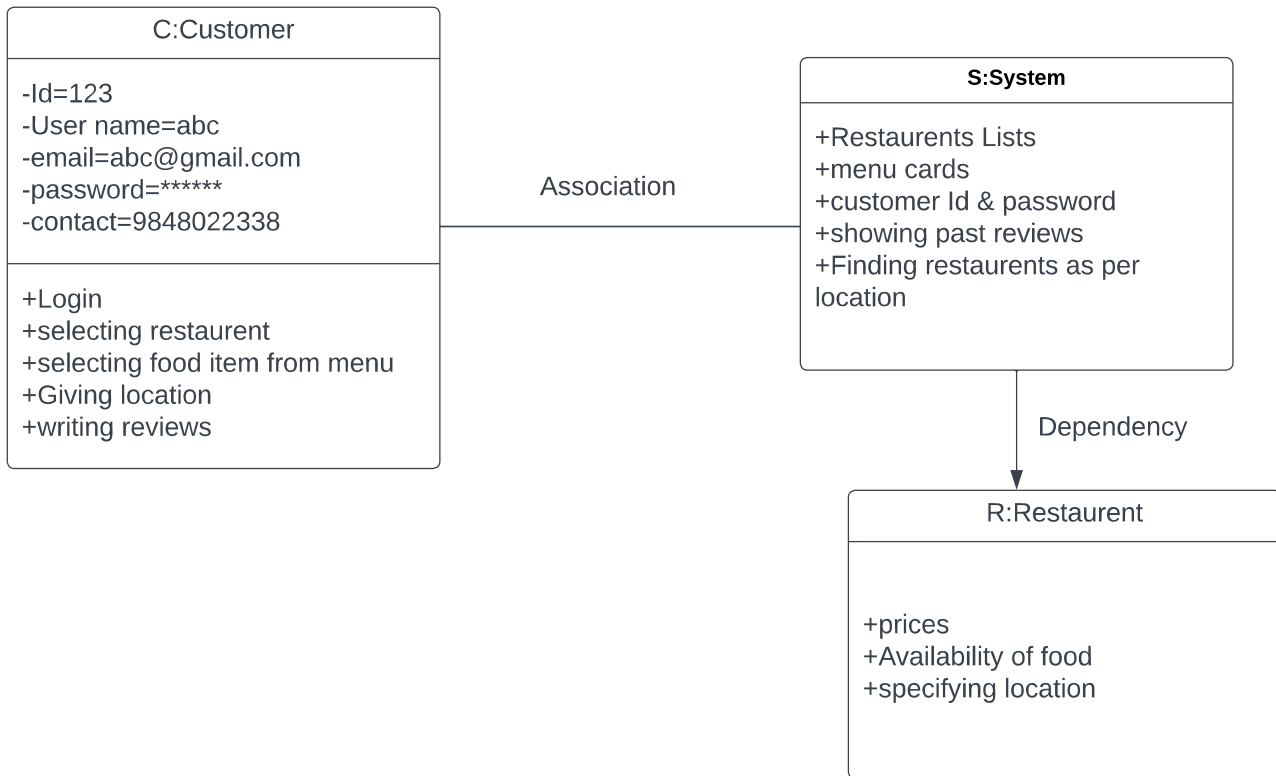 C:Customer
-Id=123
-User name=abc
-email=abc@gmail.com
-password=******
-contact=9848022338
+Login
+selecting restaurent
+selecting food item from menu
+Giving location
+writing reviews
Association
S:System
+Restaurents Lists
+menu cards
+customer Id & password
+showing past reviews
+Finding restaurents as per
location
Dependency
R:Restaurent
+prices
+Availability of food
+specifying location